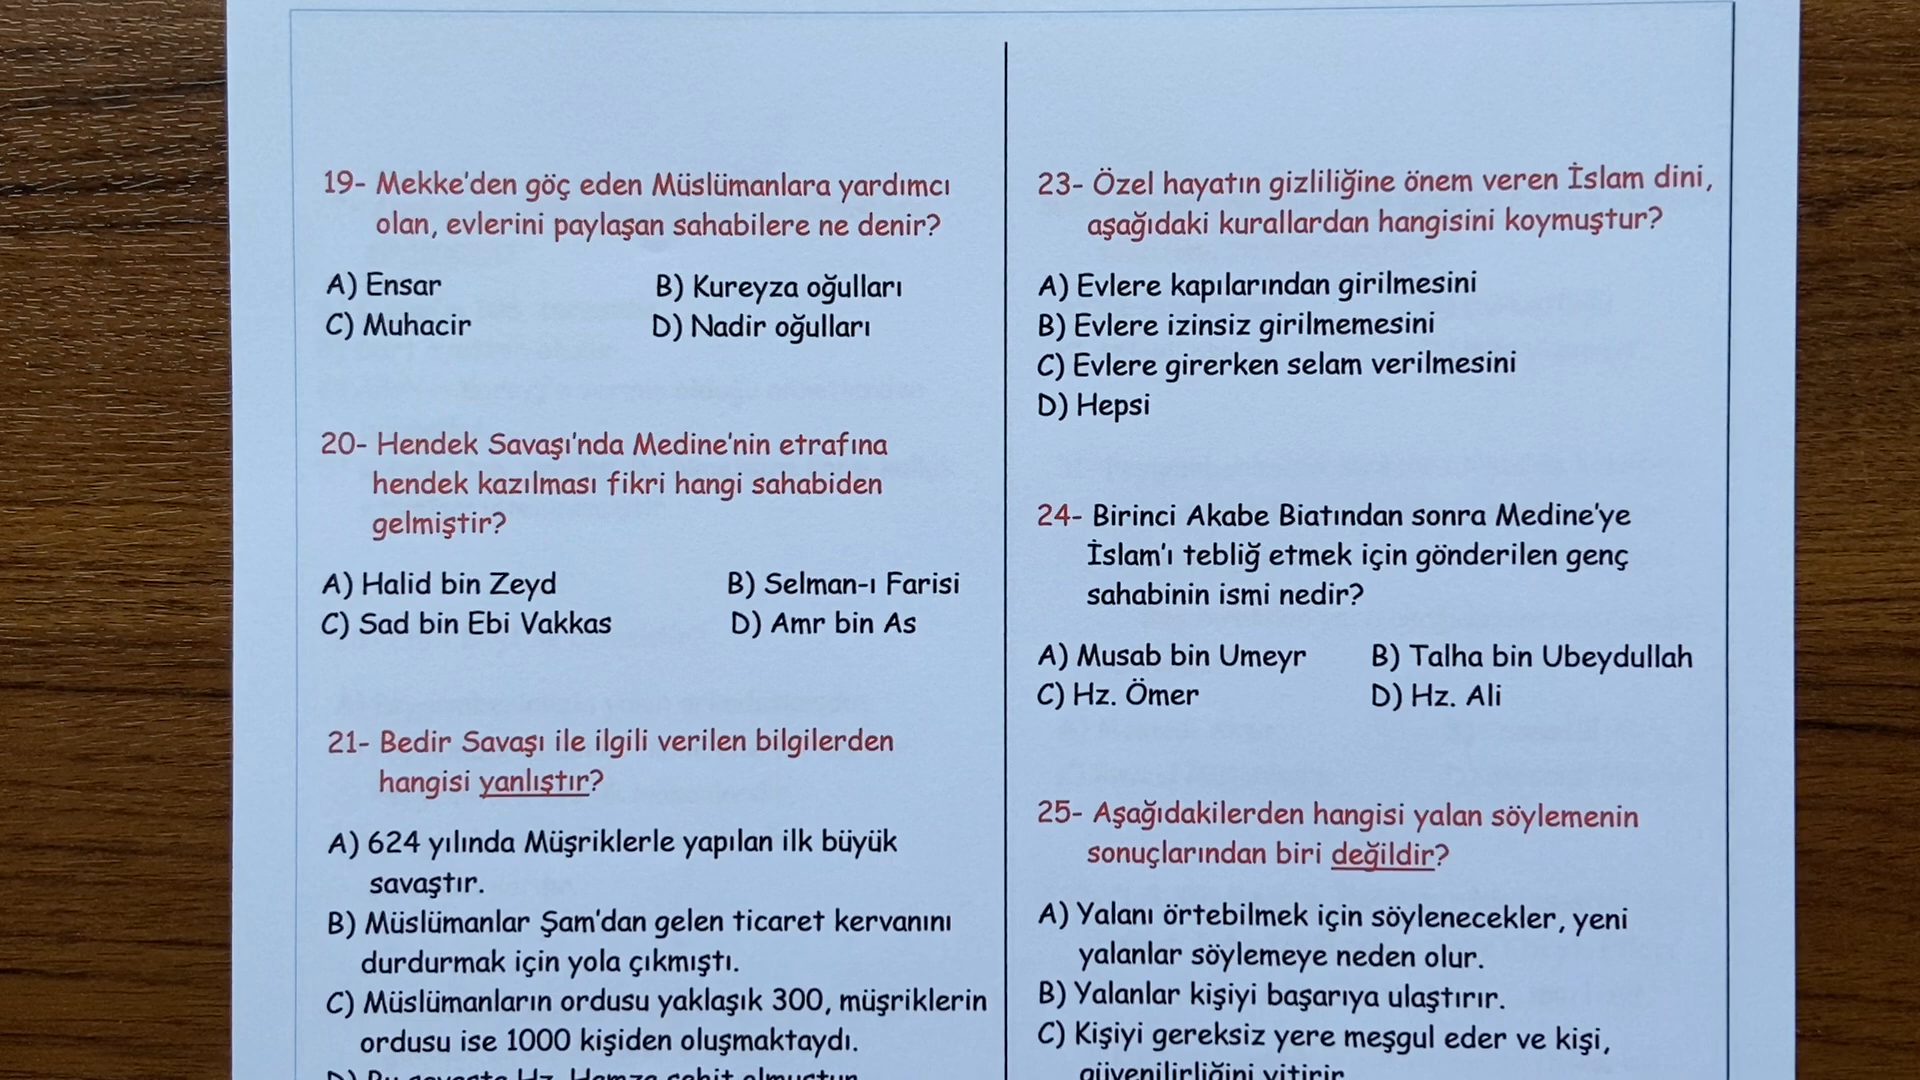 19- Mekke'den göç eden Müslümanlara yardımcı
olan, evlerini paylaşan sahabilere ne denir?
A) Ensar B) Kureyza oğulları
C) Muhacir D) Nadir oğulları
20- Hendek Savaşı'nda Medine'nin etrafına
hendek kazılması fikri hangi sahabiden
gelmiştir?
A) Halid bin Zeyd B) Selman-ı Farisi
C) Sad bin Ebi Vakkas D) Amr bin As
21- Bedir Savaşı ile ilgili verilen bilgilerden
hangisi yanlıştır?
A) 624 yılında Müşriklerle yapılan ilk büyük
savaştır.
B) Müslümanlar Şam'dan gelen ticaret kervanını
durdurmak için yola çıkmıştı.
C) Müslümanların ordusu yaklaşık 300, müşriklerin
ordusu ise 1000 kişiden oluşmaktaydı.
D) Bu savaşta Hz. Hamza şehit olmuştur.
23- Özel hayatın gizliliğine önem veren İslam dini,
aşağıdaki kurallardan hangisini koymuştur?
A) Evlere kapılarından girilmesini
B) Evlere izinsiz girilmemesini
C) Evlere girerken selam verilmesini
D) Hepsi
24- Birinci Akabe Biatından sonra Medine'ye
İslam'ı tebliğ etmek için gönderilen genç
sahabinin ismi nedir?
A) Musab bin Umeyr B) Talha bin Ubeydullah
C) Hz. Ömer D) Hz. Ali
25- Aşağıdakilerden hangisi yalan söylemenin
sonuçlarından biri değildir?
A) Yalanı örtebilmek için söylenecekler, yeni
yalanlar söylemeye neden olur.
B) Yalanlar kişiyi başarıya ulaştırır.
C) Kişiyi gereksiz yere meşgul eder ve kişi,
güvenilirliğini yitirir